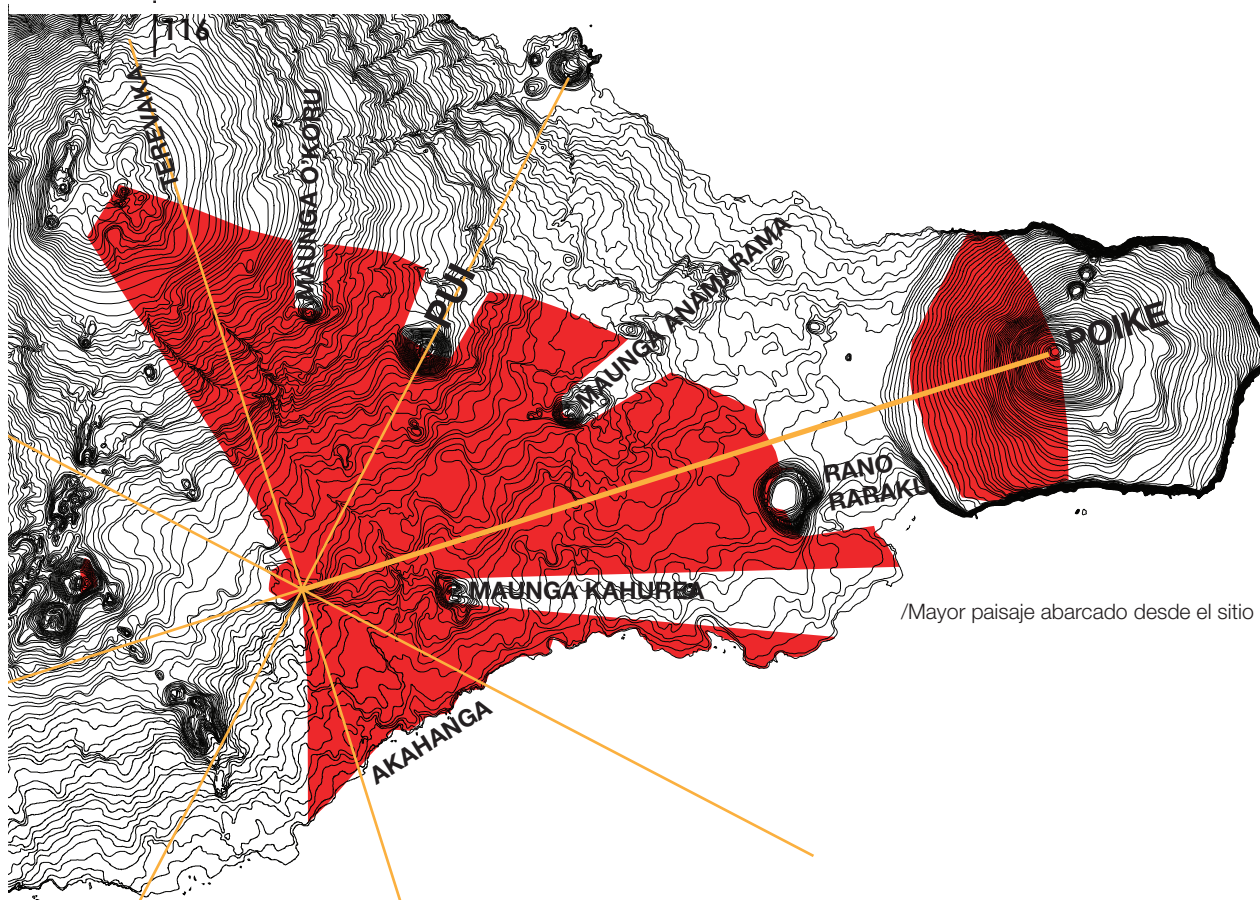 116
TEREVAKA
MAUNGA O'KORU
PUI
MAUNGA ANAMARAMA
POIKE
RANO
RARAKU
MAUNGA KAHUREA
/Mayor paisaje abarcado desde el sitio
AKAHANGA